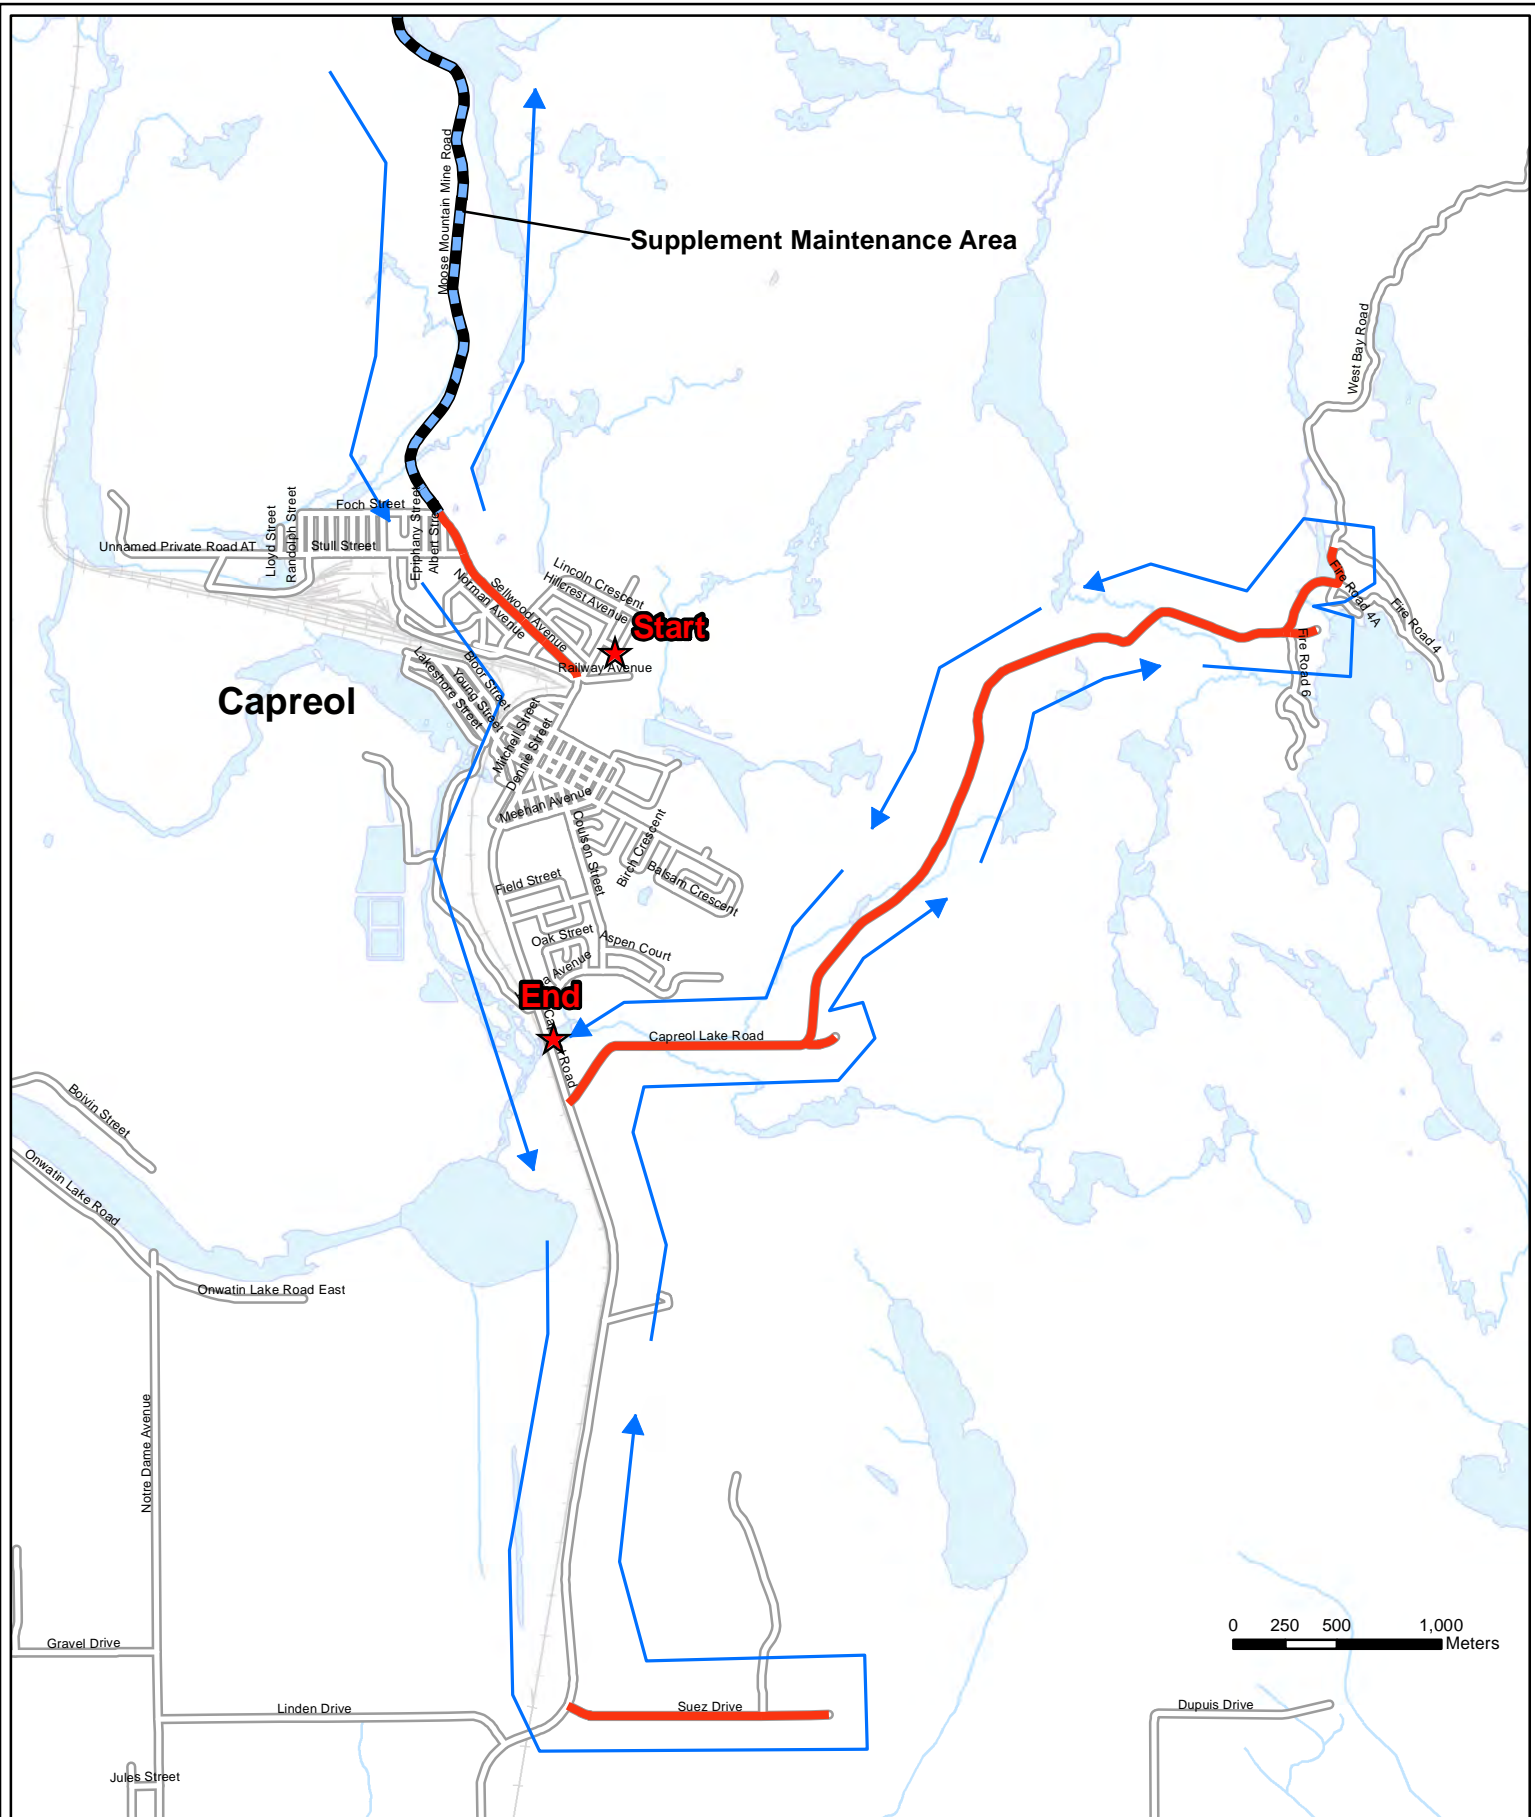 Moose Mountain Mine Road
Supplement Maintenance Area
West Bay Road
Foch Street
Lloyd Street
Randolph Street
Epiphany Street
Albert Stre
Unnamed Private Road AT
Stull Street
Lincoln Crescent
Hillcrest Avenue
Sellwood Avenue
Norman Avenue
Start
Railway Avenue
Fire Road 4A
Fire Road 4
Fire Road 6
Capreol
Bloor Street
Young Street
Lakeshore Street
Mitchell Street
Dennie Street
Meehan Avenue
Coulson Street
Birch Crescent
Balsam Crescent
Field Street
Oak Street
Aspen Court
a Avenue
End
Road
Capreol Lake Road
Boivin Street
Onwatin Lake Road
Onwatin Lake Road East
Notre Dame Avenue
Gravel Drive
Linden Drive
Suez Drive
Dupuis Drive
Jules Street
0 250 500 1,000
Meters